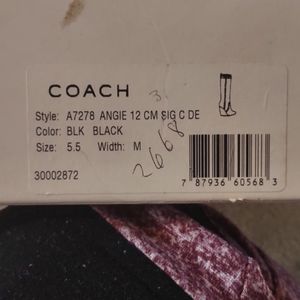 COACH
Style: A7278 ANGIE 12 CM SIG C DE
Color: BLK BLACK
Size: 5.5 Width: M
2668
30002872
7 87936 60568 3